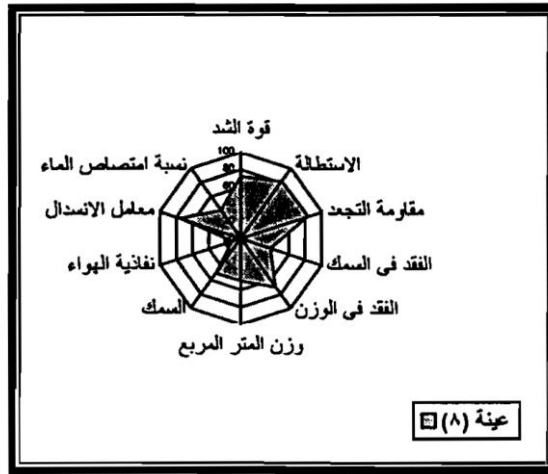 قوة الشد
الاستطالة
مقاومة التجعد
الفقد فى السمك
الفقد فى الوزن
وزن المتر المربع
السمك
نفاذية الهواء
معامل الانسدال
نسبة امتصاص الماء
100
80
عينة (٨)